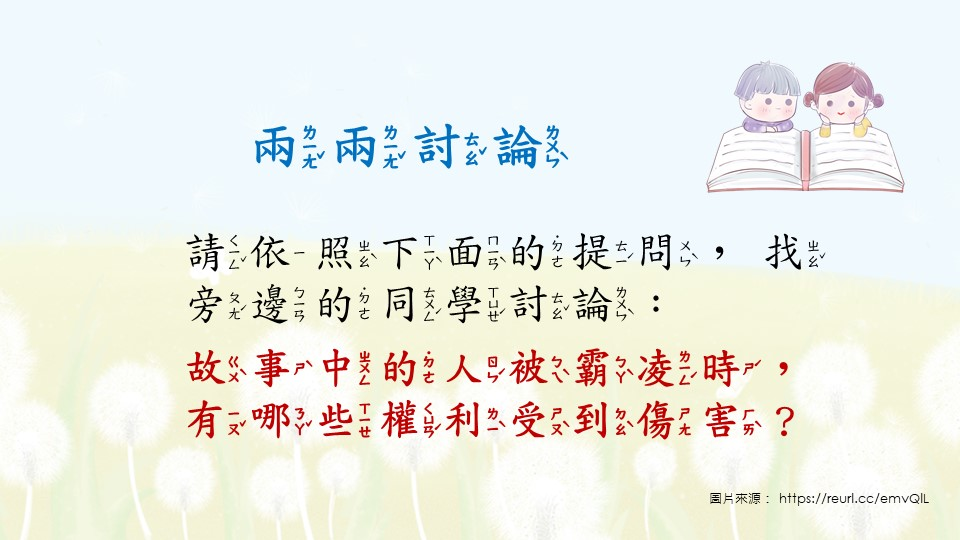 兩兩討論
請依照下面的提問， 找
旁邊的同學討論：
故事中的人被霸凌時，
有哪些權利受到傷害？
圖片來源： https://reurl.cc/emvQlL